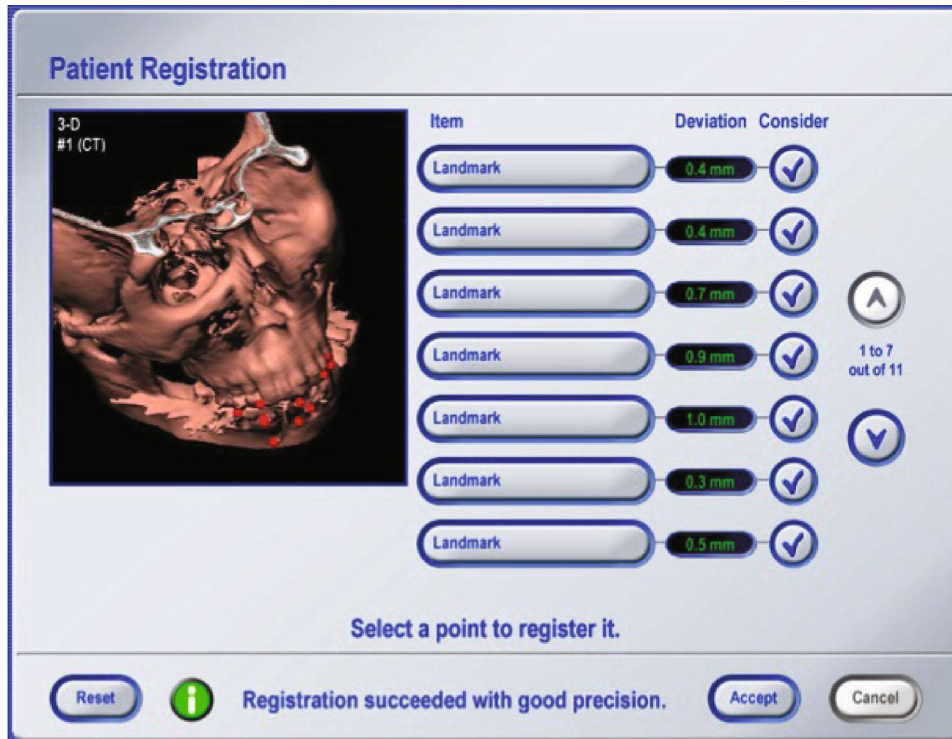 Patient Registration
3-D
#1 (CT)
Item Deviation Consider
Landmark 0.4 mm
Landmark 0.4 mm
Landmark 0.7 mm
Landmark 0.9 mm
1 to 7
out of 11
Landmark 1.0 mm
Landmark 0.3 mm
Landmark 0.5 mm
Select a point to register it.
Reset Registration succeeded with good precision. Accept Cancel